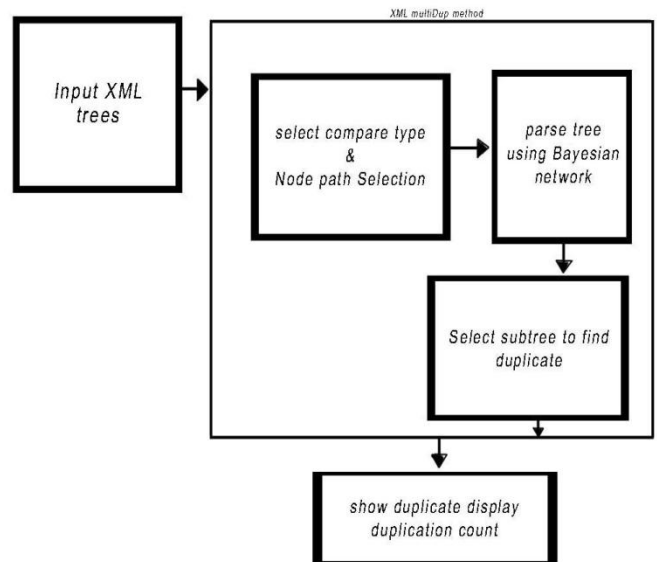 XML multiDup method
Input XML
trees
select compare type
&
Node path Selection
parse tree
using Bayesian
network
Select subtree to find
duplicate
show duplicate display
duplication count